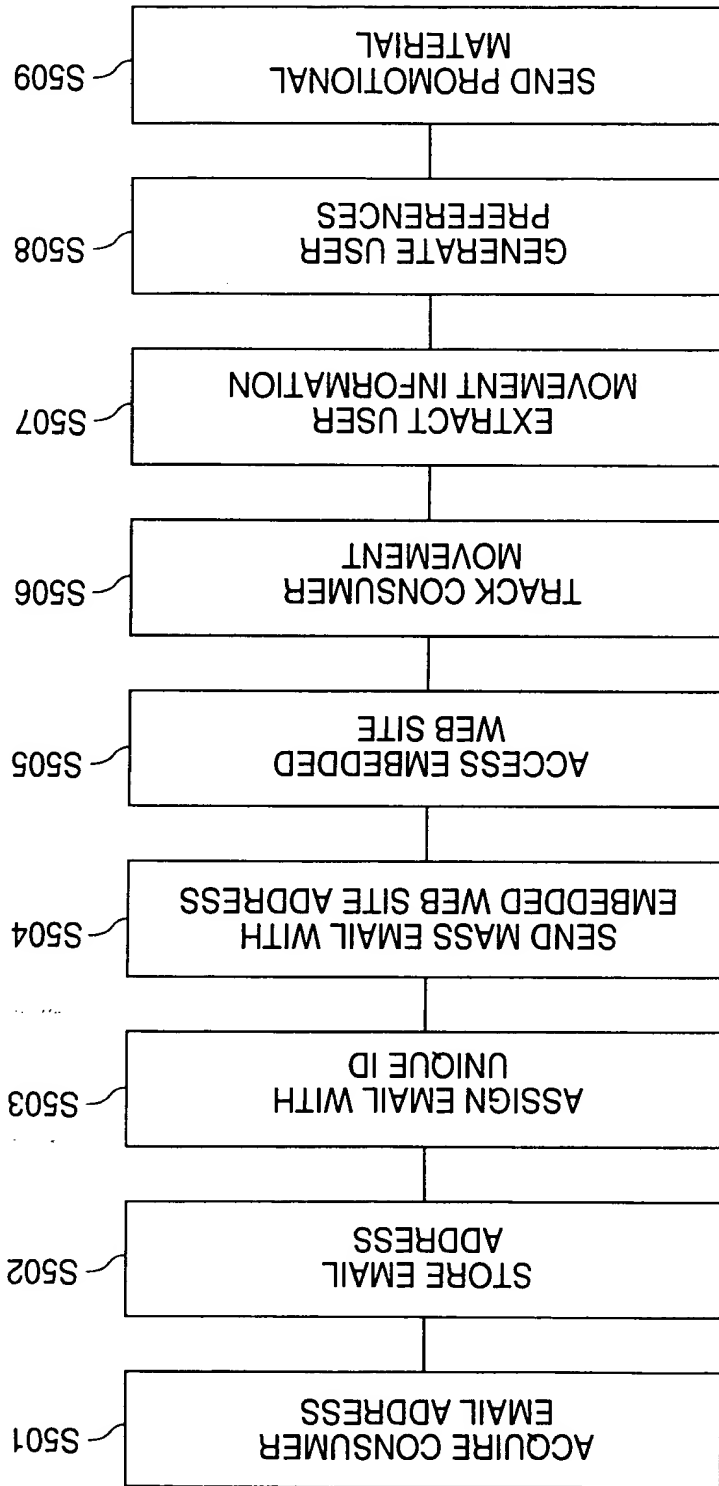 ACQUIRE CONSUMER
EMAIL ADDRESS
S501
STORE EMAIL
ADDRESS
S502
ASSIGN EMAIL WITH
UNIQUE ID
S503
SEND MASS EMAIL WITH
EMBEDDED WEB SITE ADDRESS
S504
ACCESS EMBEDDED
WEB SITE
S505
TRACK CONSUMER
MOVEMENT
S506
EXTRACT USER
MOVEMENT INFORMATION
S507
GENERATE USER
PREFERENCES
S508
SEND PROMOTIONAL
MATERIAL
S509